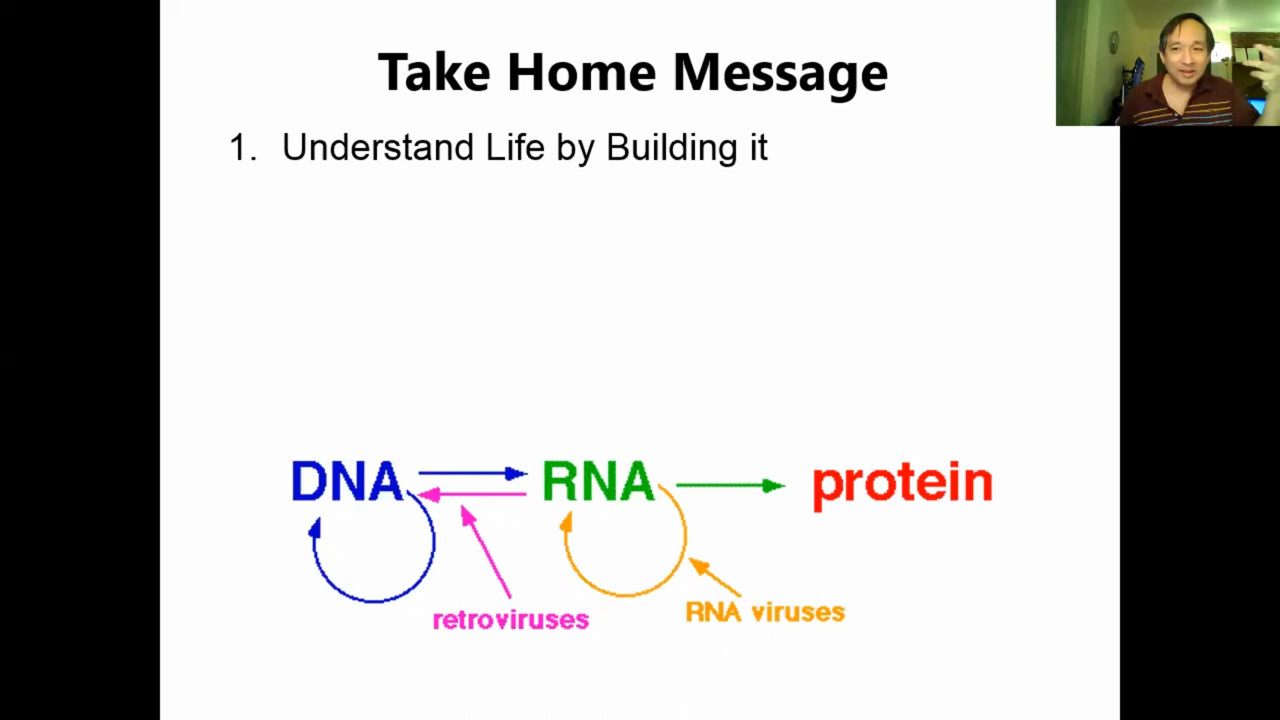 Take Home Message
1. Understand Life by Building it
DNA RNA protein
retroviruses
RNA viruses